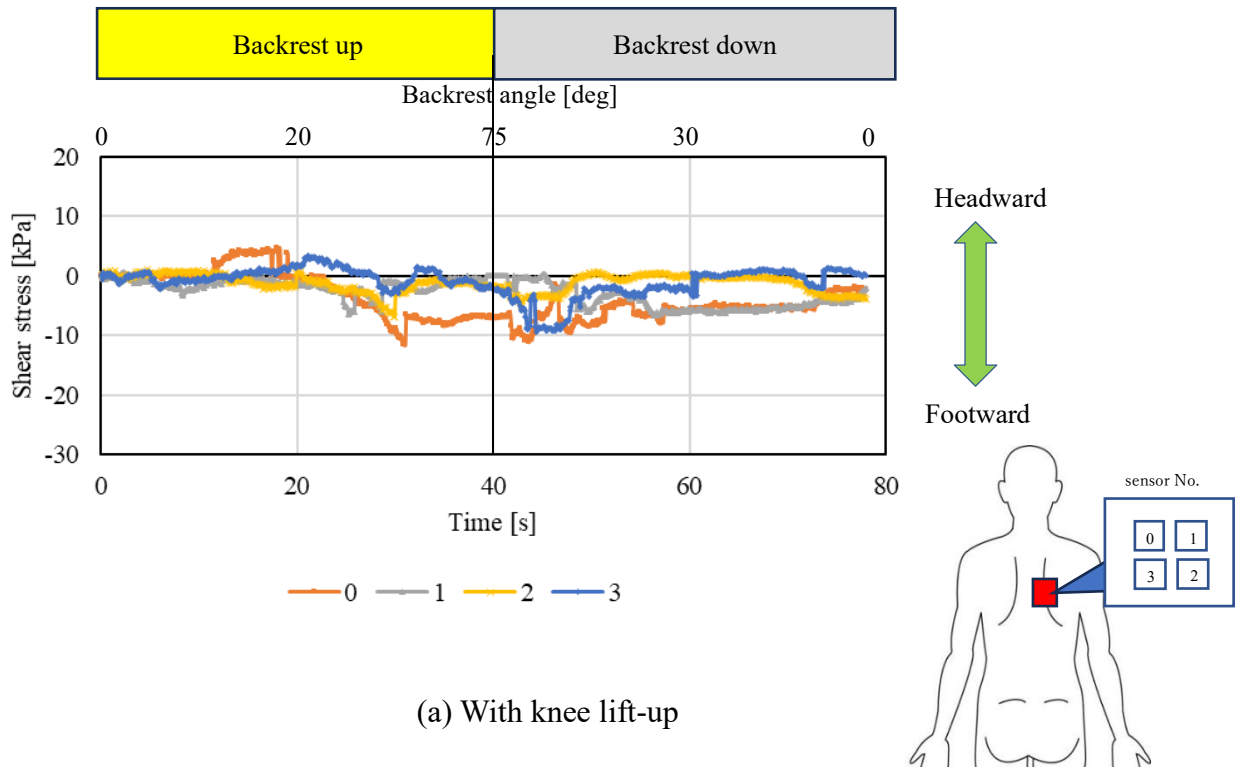 Backrest up Backrest down
Backrest angle [deg]
0 20 75 30 0
20
10
0
-10
-20
-30
Shear stress [kPa]
0 20 40 60 80
Time [s]
0 1 2 3
Headward
Footward
sensor No.
0 1
3 2
(a) With knee lift-up